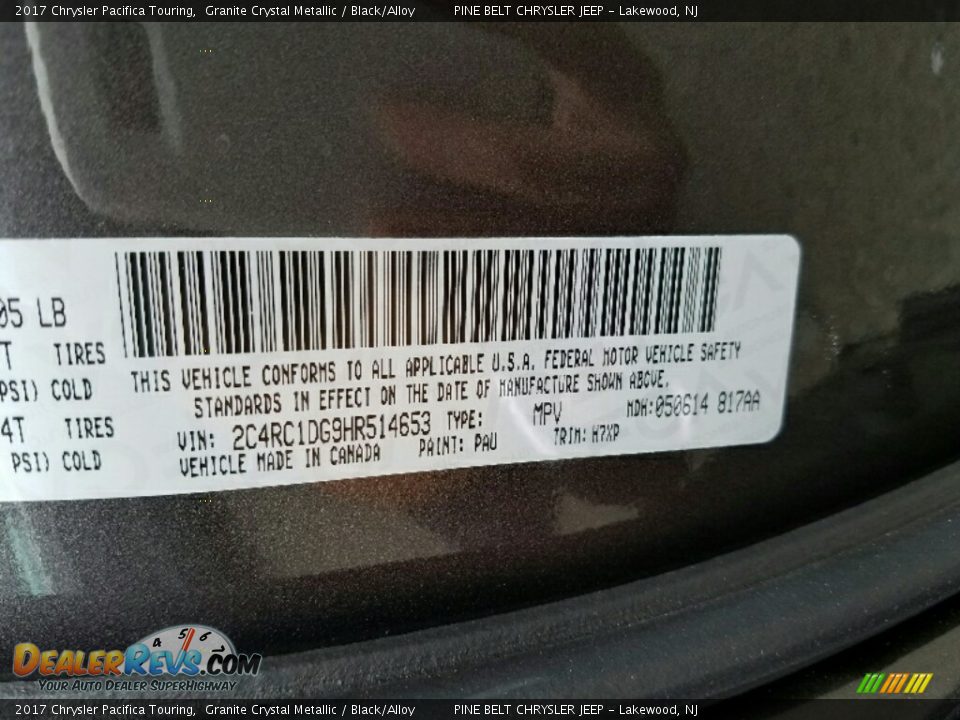 2017 Chrysler Pacifica Touring, Granite Crystal Metallic / Black/Alloy PINE BELT CHRYSLER JEEP - Lakewood, NJ
05 LB
T TIRES
PSI) COLD
4T TIRES
PSI) COLD
THIS VEHICLE CONFORMS TO ALL APPLICABLE U.S.A. FEDERAL MOTOR VEHICLE SAFETY
STANDARDS IN EFFECT ON THE DATE OF MANUFACTURE SHOWN ABOVE.
VIN: 2C4RC1DG9HR514653 TYPE: MPV MDH:050614 817AA
VEHICLE MADE IN CANADA PAINT: PAU TRIM: H7XP
4 5 6
DEALERREVS.COM
YOUR AUTO DEALER SUPERHIGHWAY
2017 Chrysler Pacifica Touring, Granite Crystal Metallic / Black/Alloy PINE BELT CHRYSLER JEEP - Lakewood, NJ